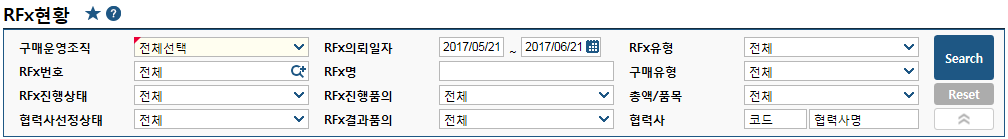 RFx현황
구매운영조직 전체선택 RFx의뢰일자 2017/05/21 ~ 2017/06/21 RFx유형 전체 Search
RFx번호 전체 RFx명 구매유형 전체
RFx진행상태 전체 RFx진행품의 전체 총액/품목 전체 Reset
협력사선정상태 전체 RFx결과품의 전체 협력사 코드 협력사명